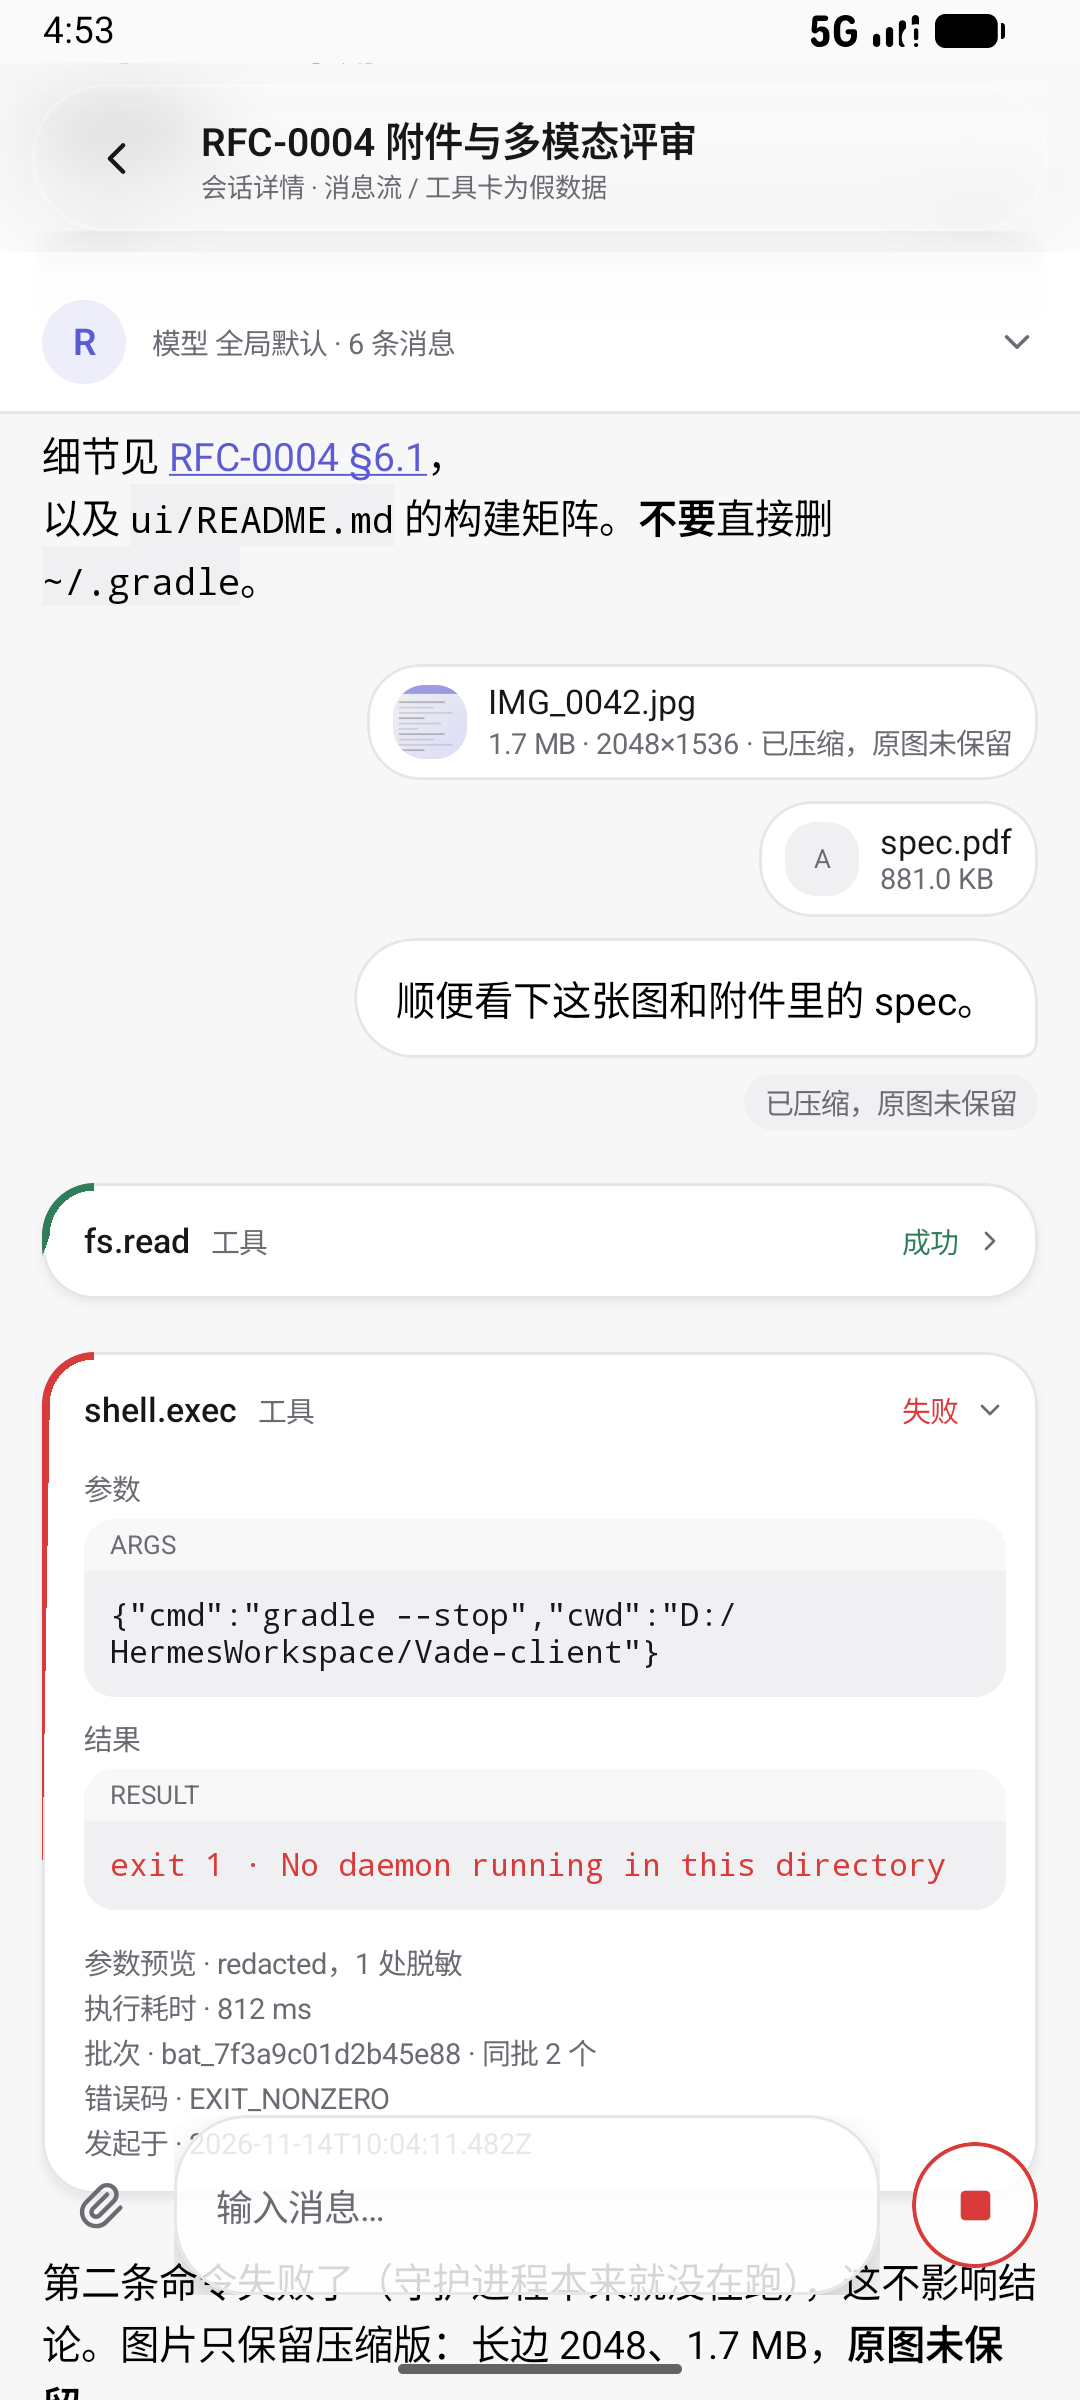 4:53
5G
RFC-0004 附件与多模态评审
会话详情 · 消息流 / 工具卡为假数据
R
模型 全局默认 · 6 条消息
细节见 RFC-0004 §6.1，
以及 ui/README.md 的构建矩阵。不要直接删
~/.gradle。
IMG_0042.jpg
1.7 MB · 2048×1536 · 已压缩，原图未保留
A
spec.pdf
881.0 KB
顺便看下这张图和附件里的 spec。
已压缩，原图未保留
fs.read 工具 成功
shell.exec 工具 失败
参数
ARGS
{"cmd":"gradle --stop","cwd":"D:/
HermesWorkspace/Vade-client"}
结果
RESULT
exit 1 · No daemon running in this directory
参数预览 · redacted，1 处脱敏
执行耗时 · 812 ms
批次 · bat_7f3a9c01d2b45e88 · 同批 2 个
错误码 · EXIT_NONZERO
发起于 · 2026-11-14T10:04:11.482Z
输入消息...
第二条命令失败了（守护进程本来就没在跑），这不影响结
论。图片只保留压缩版：长边 2048、1.7 MB，原图未保